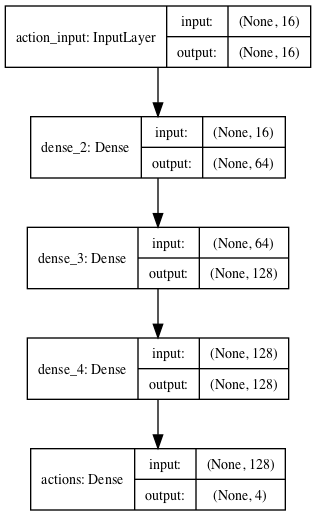 action_input: InputLayer
input: (None, 16)
output: (None, 16)
dense_2: Dense
input: (None, 16)
output: (None, 64)
dense_3: Dense
input: (None, 64)
output: (None, 128)
dense_4: Dense
input: (None, 128)
output: (None, 128)
actions: Dense
input: (None, 128)
output: (None, 4)